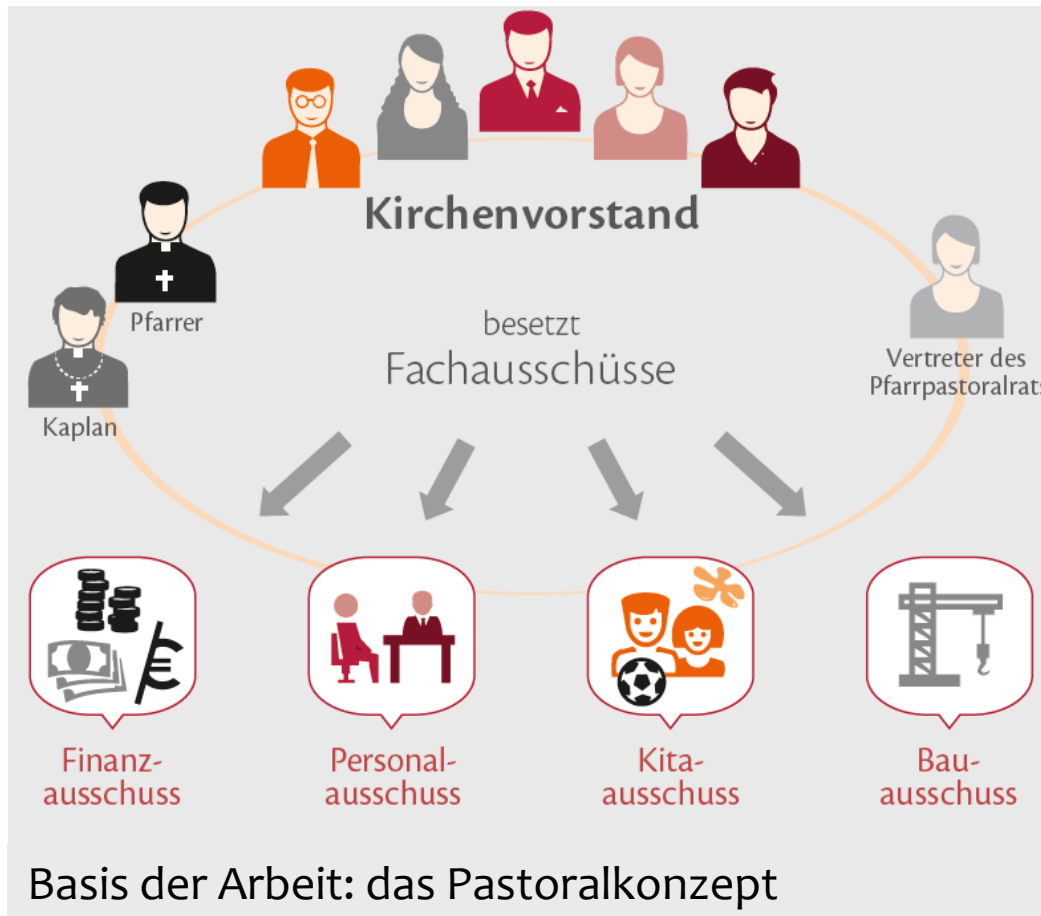 Kirchenvorstand
Pfarrer
besetzt
Fachausschüsse
Vertreter des
Pfarrpastoralrats
Kaplan
€
Finanz-
ausschuss
Personal-
ausschuss
Kita-
ausschuss
Bau-
ausschuss
Basis der Arbeit: das Pastoralkonzept